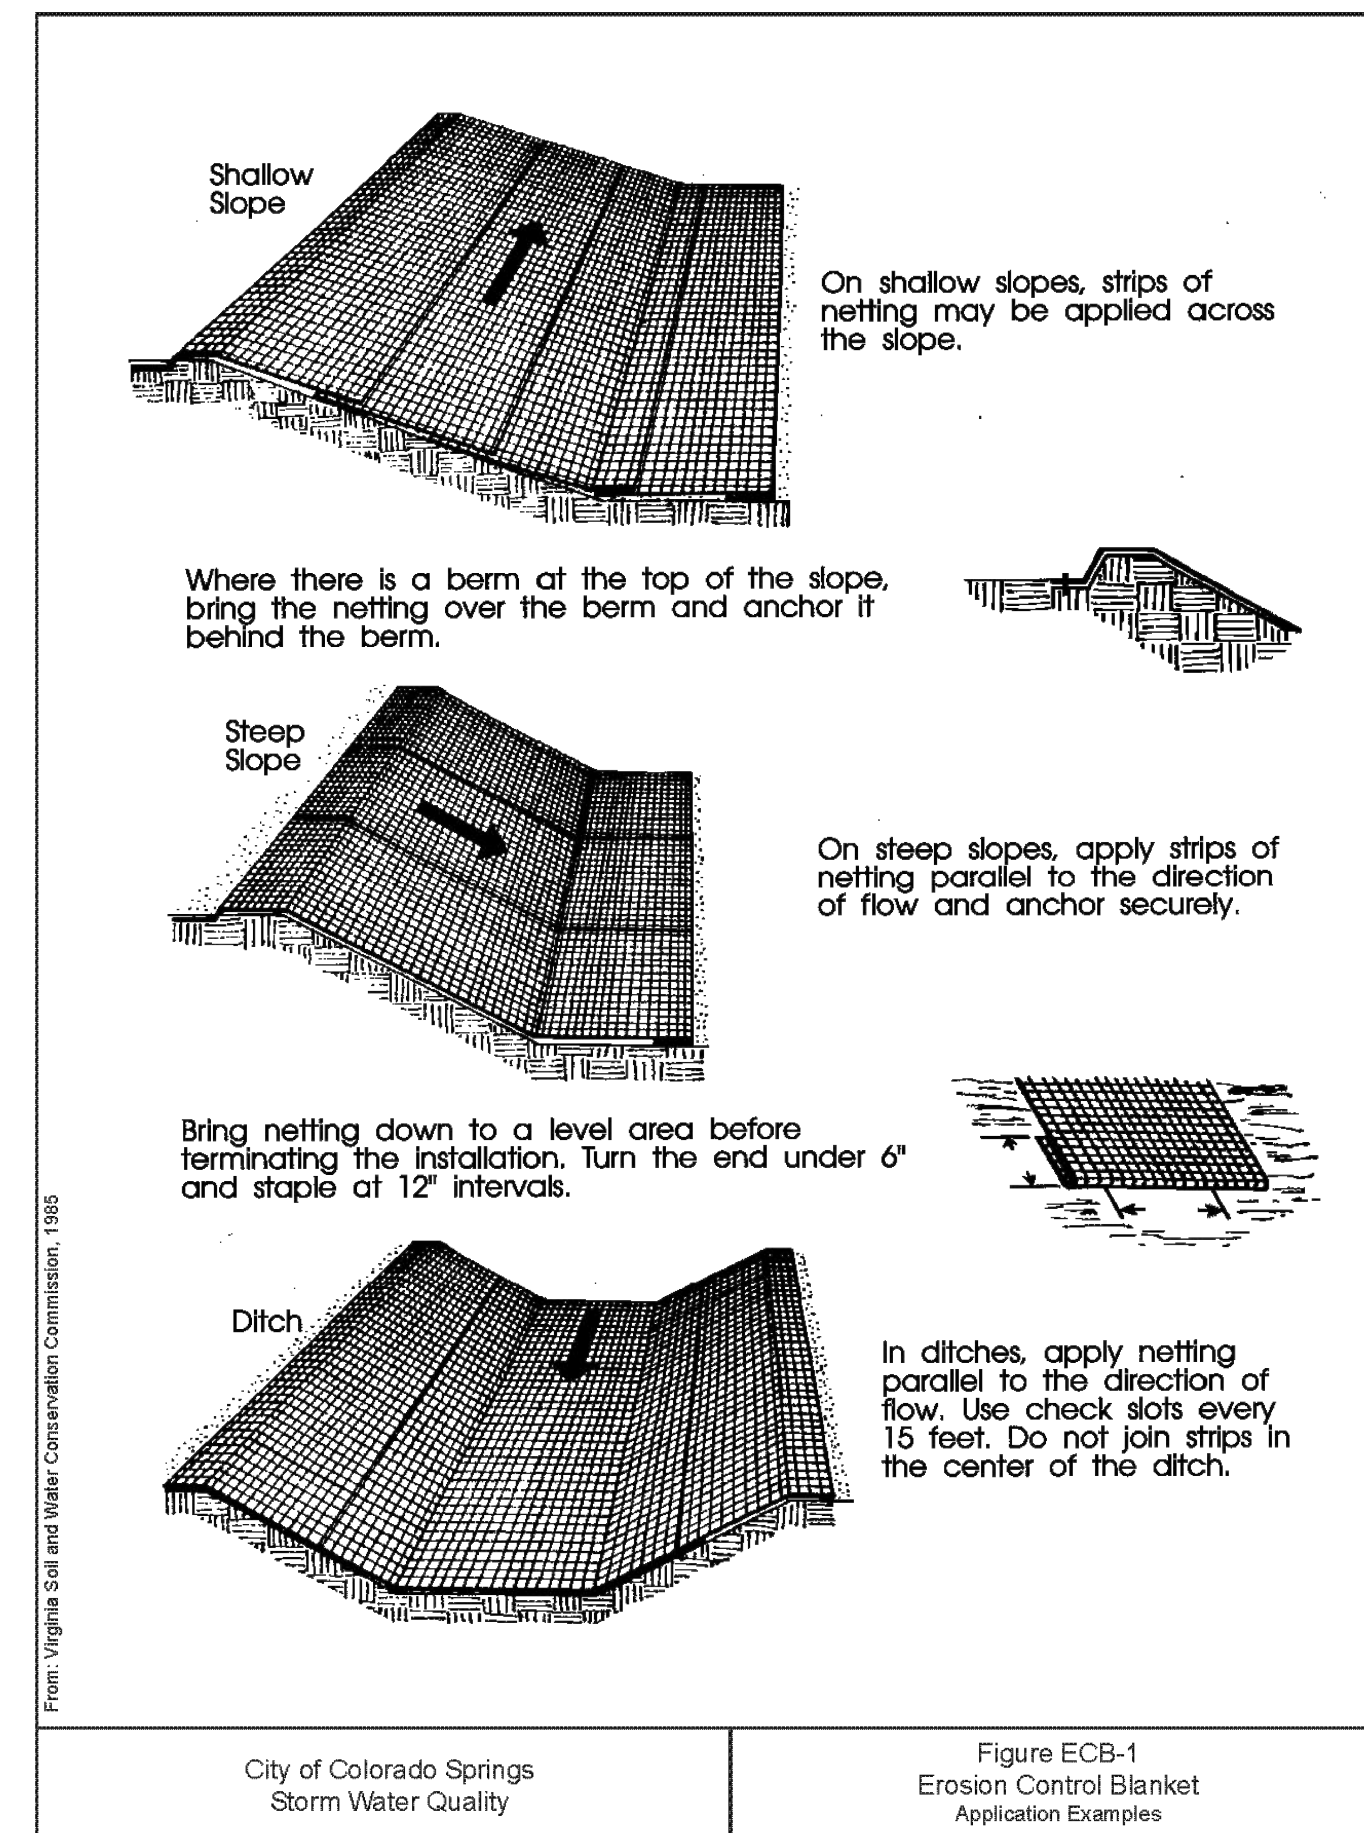 Shallow
Slope
On shallow slopes, strips of
netting may be applied across
the slope.
Where there is a berm at the top of the slope,
bring the netting over the berm and anchor it
behind the berm.
Steep
Slope
On steep slopes, apply strips of
netting parallel to the direction
of flow and anchor securely.
Bring netting down to a level area before
terminating the installation. Turn the end under 6"
and staple at 12" intervals.
Ditch
In ditches, apply netting
parallel to the direction of
flow. Use check slots every
15 feet. Do not join strips in
the center of the ditch.
From: Virginia Soil and Water Conservation Commission, 1985
City of Colorado Springs
Storm Water Quality
Figure ECB-1
Erosion Control Blanket
Application Examples